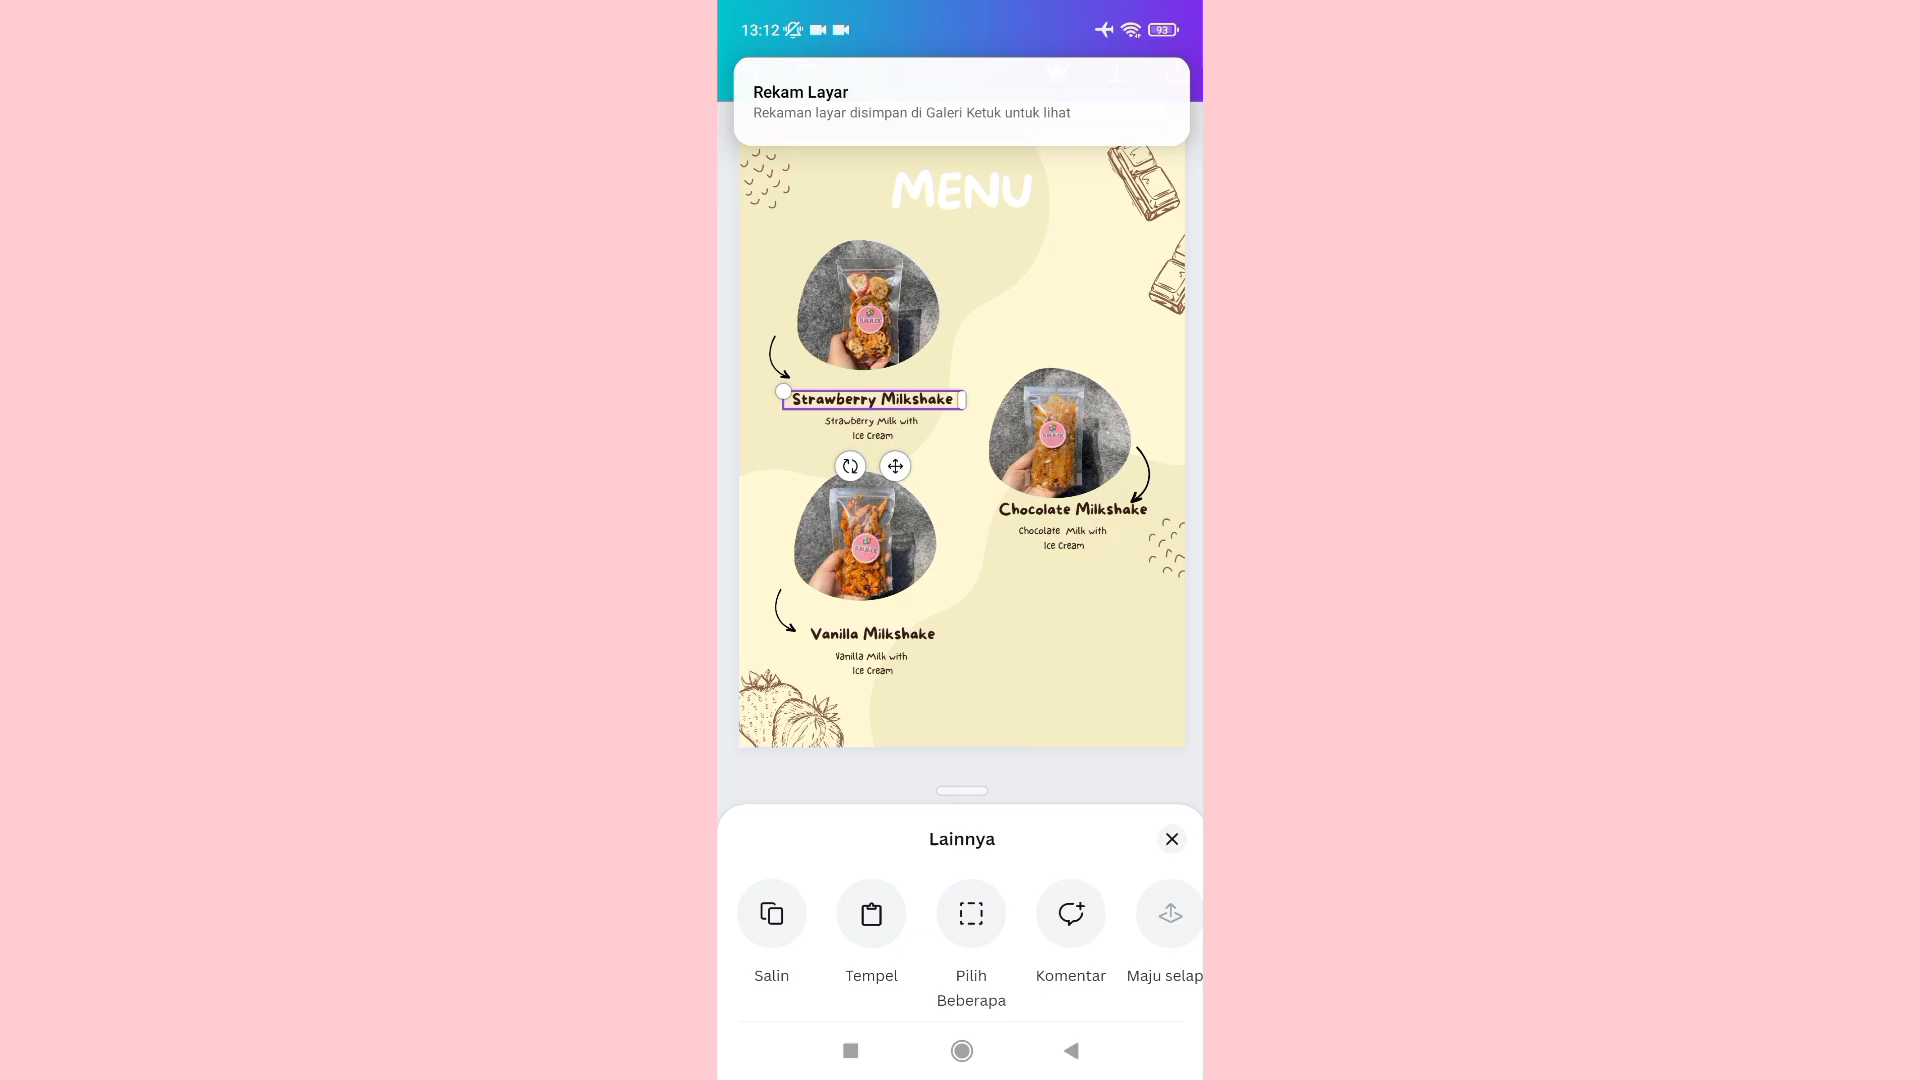 13:12
93
Rekam Layar
Rekaman layar disimpan di Galeri Ketuk untuk lihat
MENU
Strawberry Milkshake
Strawberry Milk with
Ice Cream
Chocolate Milkshake
Chocolate Milk with
Ice Cream
Vanilla Milkshake
Vanilla Milk with
Ice Cream
Lainnya
Salin
Tempel
Pilih
Beberapa
Komentar
Maju selap